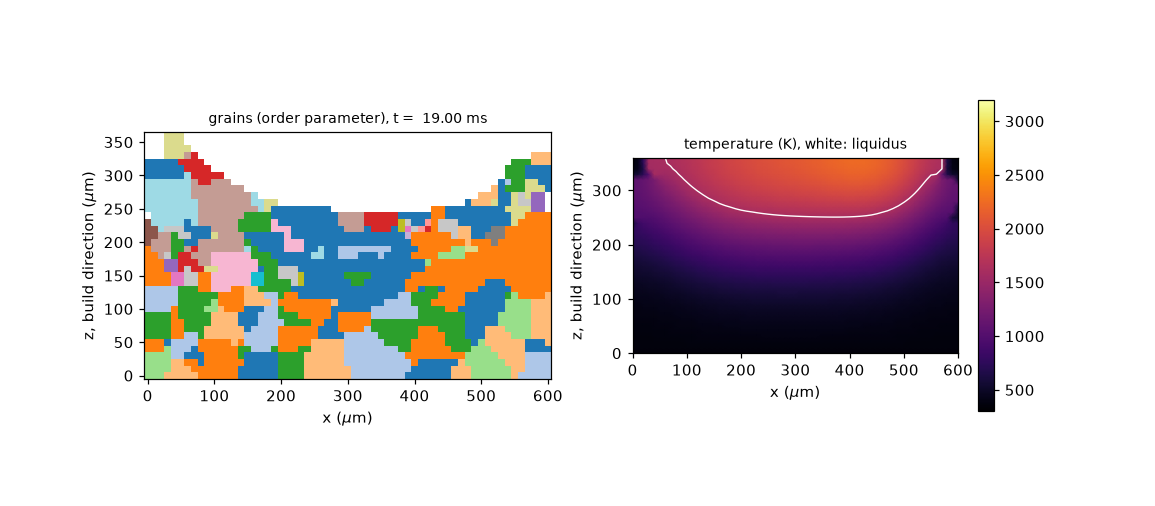 grains (order parameter), t =  19.00 ms
350
300
250
200
150
100
50
0
z, build direction (μm)
0 100 200 300 400 500 600
x (μm)
temperature (K), white: liquidus
300
200
100
0
z, build direction (μm)
0 100 200 300 400 500 600
x (μm)
3000
2500
2000
1500
1000
500